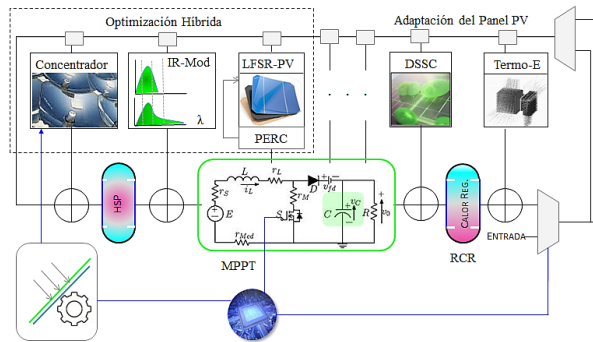 Optimización Híbrida
Adaptación del Panel PV
Concentrador
IR-Mod
λ
LFSR-PV
PERC
. .
. .
. .
DSSC
Termo-E
HSP
L
r_L
i_L
r_S
E
r_M
S
D
v_fd
C
v_C
R
v_0
r_Med
MPPT
CALOR REG.
RCR
ENTRADA